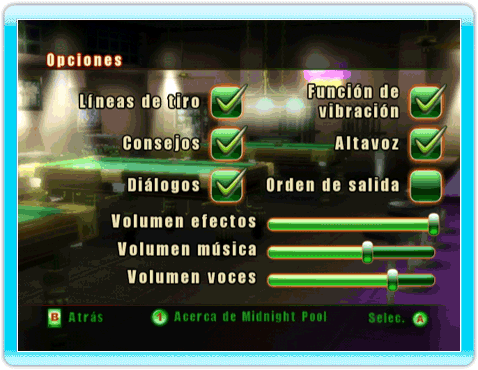 Opciones
Líneas de tiro
Función de
vibración
Consejos
Altavoz
Diálogos
Orden de salida
Volumen efectos
Volumen música
Volumen voces
B Atrás
1 Acerca de Midnight Pool
Selec. A